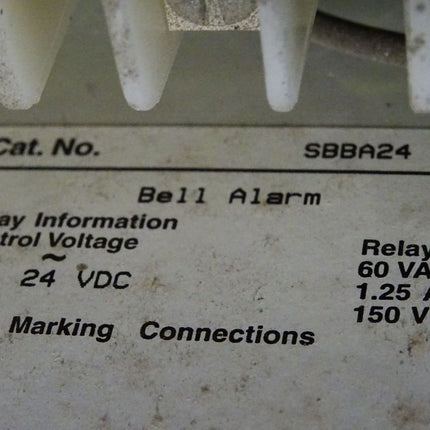 Cat. No. SBBA24
Bell Alarm
ay Information
trol Voltage
~
24 VDC
Relay
60 VA
1.25 A
150 V
Marking Connections